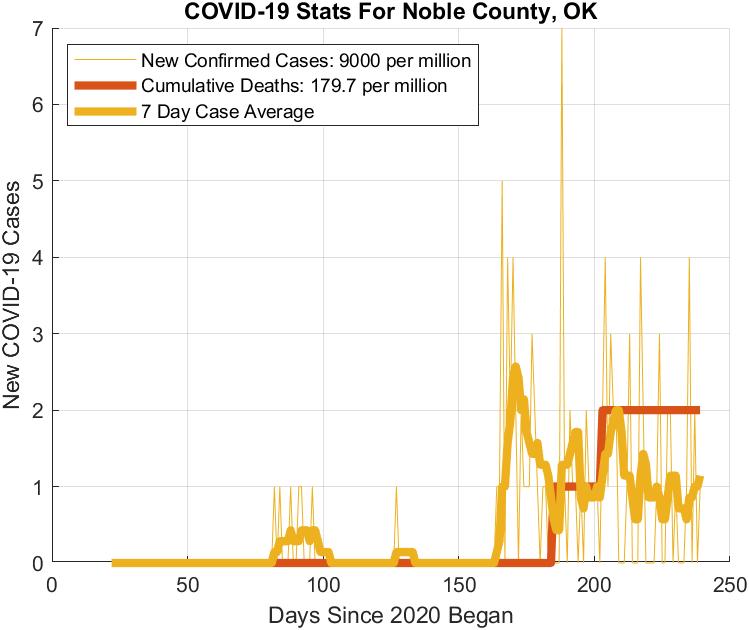 COVID-19 Stats For Noble County, OK
New Confirmed Cases: 9000 per million
Cumulative Deaths: 179.7 per million
7 Day Case Average
New COVID-19 Cases
7
6
5
4
3
2
1
0
0 50 100 150 200 250
Days Since 2020 Began